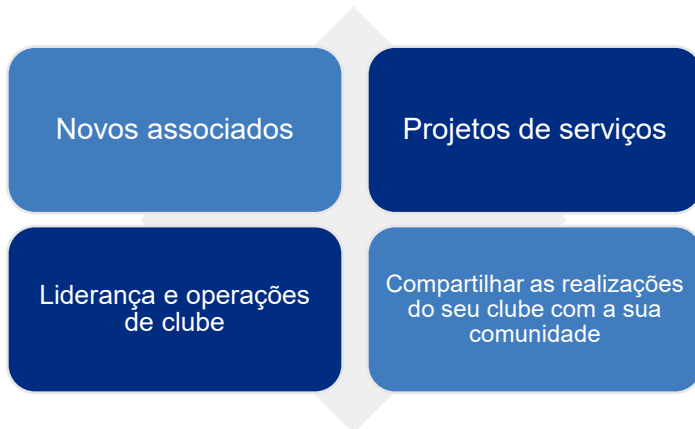 Novos associados
Projetos de serviços
Liderança e operações
de clube
Compartilhar as realizações
do seu clube com a sua
comunidade